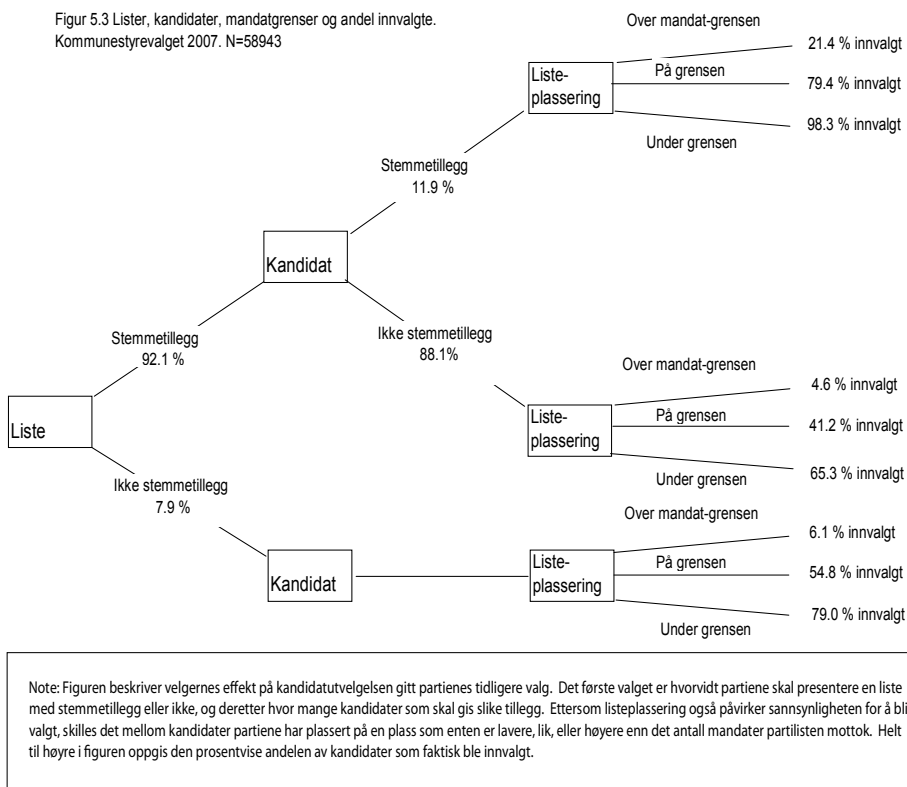 Figur 5.3 Lister, kandidater, mandatgrenser og andel innvalgte.
Kommunestyrevalget 2007. N=58943
Over mandat-grensen
21.4 % innvalgt
Liste-
plassering
På grensen
79.4 % innvalgt
98.3 % innvalgt
Under grensen
Stemmetillegg
11.9 %
Kandidat
Stemmetillegg
92.1 %
Ikke stemmetillegg
88.1%
Over mandat-grensen
4.6 % innvalgt
Liste
Liste-
plassering
På grensen
41.2 % innvalgt
65.3 % innvalgt
Under grensen
Ikke stemmetillegg
7.9 %
Over mandat-grensen
6.1 % innvalgt
Kandidat
Liste-
plassering
På grensen
54.8 % innvalgt
79.0 % innvalgt
Under grensen
Note: Figuren beskriver velgernes effekt på kandidatutvelgelsen gitt partienes tidligere valg. Det første valget er hvorvidt partiene skal presentere en liste
med stemmetillegg eller ikke, og deretter hvor mange kandidater som skal gis slike tillegg. Ettersom listeplassering også påvirker sannsynligheten for å bli
valgt, skilles det mellom kandidater partiene har plassert på en plass som enten er lavere, lik, eller høyere enn det antall mandater partilisten mottok. Helt
til høyre i figuren oppgis den prosentvise andelen av kandidater som faktisk ble innvalgt.